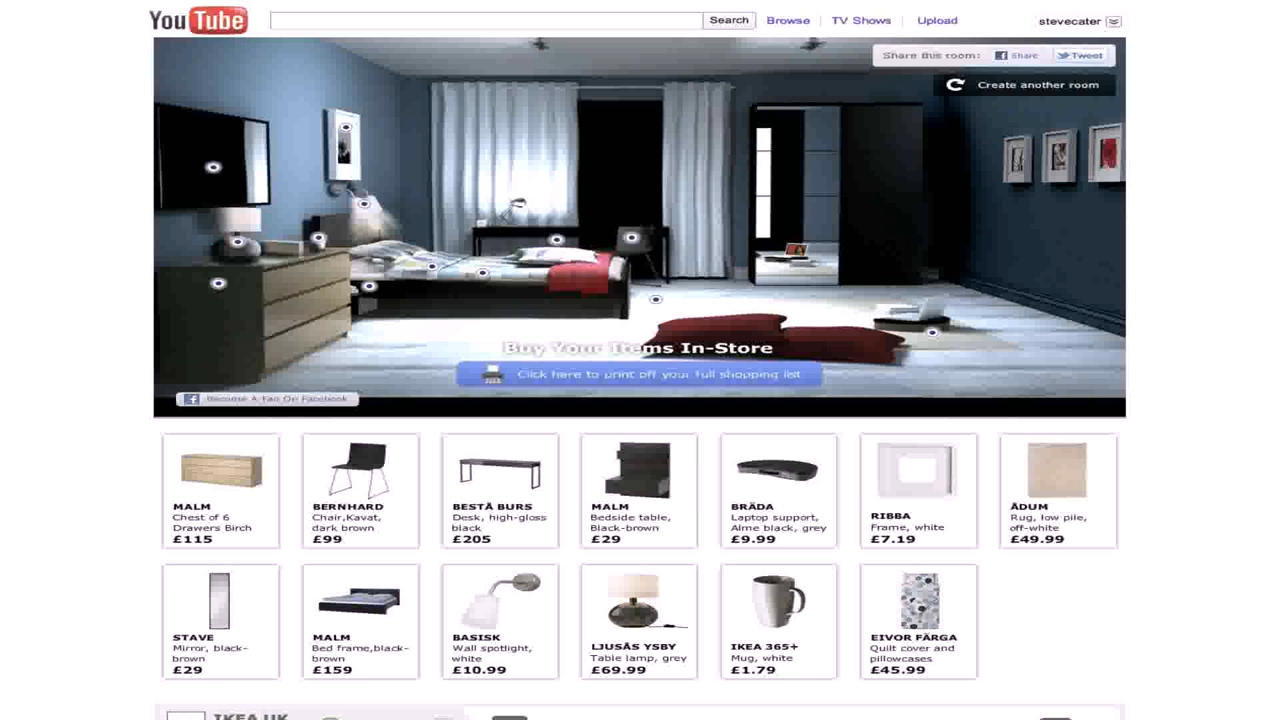 YouTube
Search
Browse
TV Shows
Upload
stevecater
Share this room:
Share
Tweet
Create another room
Buy Your Items In-Store
Click here to print off your full shopping list
Become A Fan On Facebook
MALM
Chest of 6
Drawers Birch
£115
BERNHARD
Chair,Kavat,
dark brown
£99
BESTÅ BURS
Desk, high-gloss
black
£205
MALM
Bedside table,
Black-brown
£29
BRÄDA
Laptop support,
Alme black, grey
£9.99
RIBBA
Frame, white
£7.19
ÅDUM
Rug, low pile,
off-white
£49.99
STAVE
Mirror, black-
brown
£29
MALM
Bed frame,black-
brown
£159
BASISK
Wall spotlight,
white
£10.99
LJUSÅS YSBY
Table lamp, grey
£69.99
IKEA 365+
Mug, white
£1.79
EIVOR FÄRGA
Quilt cover and
pillowcases
£45.99
IKEA UK